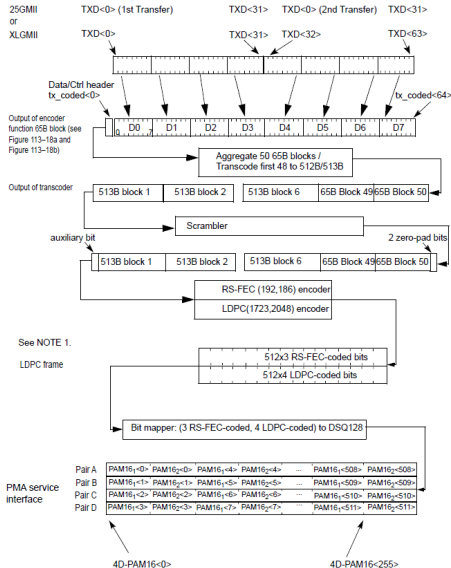 25GMII TXD<0> (1st Transfer) TXD<31> TXD<0> (2nd Transfer) TXD<31>
or
XLGMII TXD<0> TXD<31> TXD<32> TXD<63>
Data/Ctrl header
tx_coded<0> tx_coded<64>
Output of encoder
function 65B block (see
Figure 113–18a and
Figure 113–18b)
0 7
D0 D1 D2 D3 D4 D5 D6 D7
Aggregate 50 65B blocks /
Transcode first 48 to 512B/513B
Output of transcoder
513B block 1 513B block 2 513B block 6 65B Block 49 65B Block 50
Scrambler
auxiliary bit 2 zero-pad bits
513B block 1 513B block 2 513B block 6 65B Block 49 65B Block 50
RS-FEC (192,186) encoder
LDPC(1723,2048) encoder
See NOTE 1.
LDPC frame
512x3 RS-FEC-coded bits
512x4 LDPC-coded bits
Bit mapper: (3 RS-FEC-coded, 4 LDPC-coded) to DSQ128
PMA service
interface
Pair A PAM16₁<0> PAM16₂<0> PAM16₁<4> PAM16₂<4> ... PAM16₁<508> PAM16₂<508>
Pair B PAM16₁<1> PAM16₂<1> PAM16₁<5> PAM16₂<5> ... PAM16₁<509> PAM16₂<509>
Pair C PAM16₁<2> PAM16₂<2> PAM16₁<6> PAM16₂<6> ... PAM16₁<510> PAM16₂<510>
Pair D PAM16₁<3> PAM16₂<3> PAM16₁<7> PAM16₂<7> ... PAM16₁<511> PAM16₂<511>
4D-PAM16<0> 4D-PAM16<255>